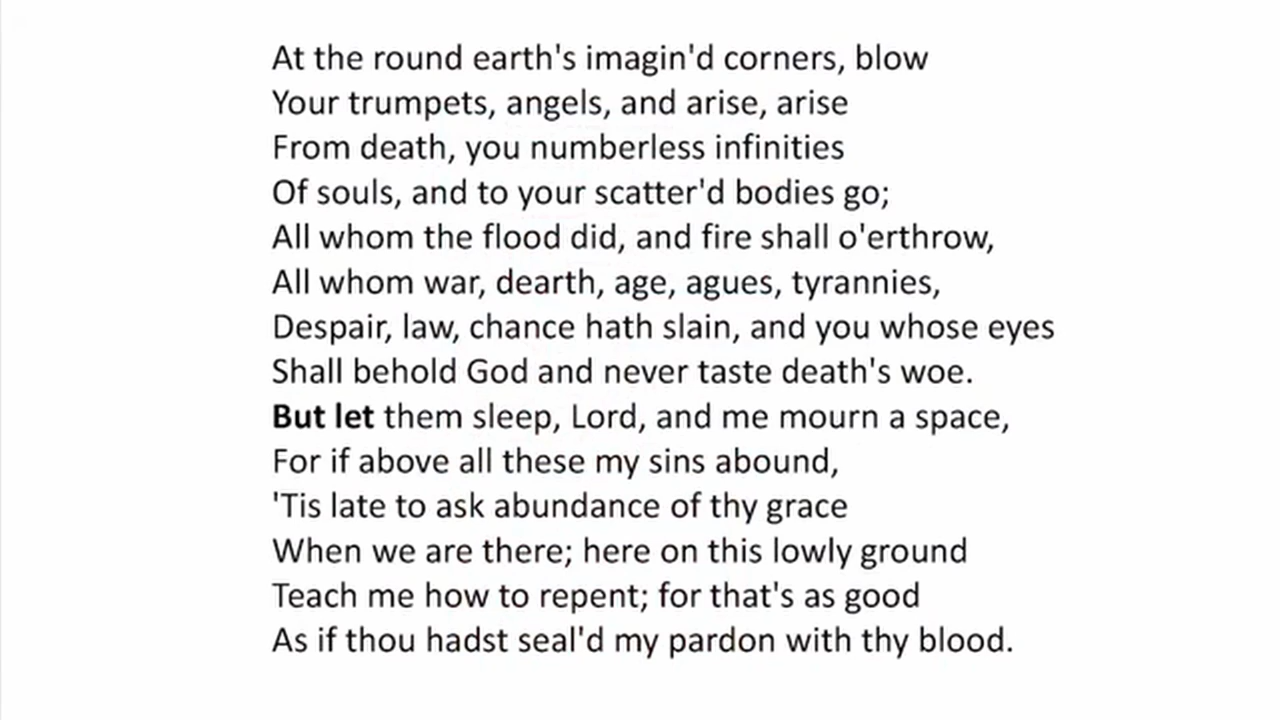 At the round earth's imagin'd corners, blow
Your trumpets, angels, and arise, arise
From death, you numberless infinities
Of souls, and to your scatter'd bodies go;
All whom the flood did, and fire shall o'erthrow,
All whom war, dearth, age, agues, tyrannies,
Despair, law, chance hath slain, and you whose eyes
Shall behold God and never taste death's woe.
But let them sleep, Lord, and me mourn a space,
For if above all these my sins abound,
'Tis late to ask abundance of thy grace
When we are there; here on this lowly ground
Teach me how to repent; for that's as good
As if thou hadst seal'd my pardon with thy blood.